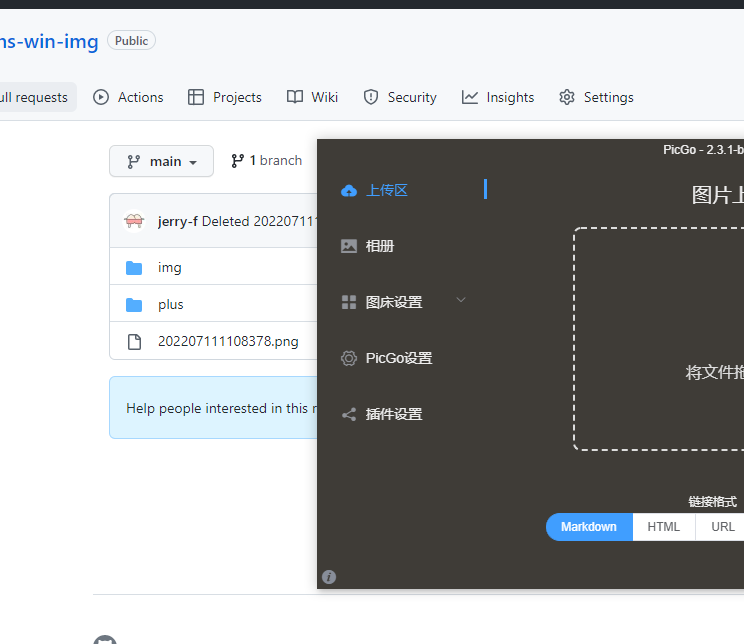 ns-win-img Public
ull requests Actions Projects Wiki Security Insights Settings
main 1 branch
jerry-f Deleted 202207111
img
plus
202207111108378.png
Help people interested in this r
PicGo - 2.3.1-b
上传区
相册
图床设置
PicGo设置
插件设置
图片上
将文件拖
链接格式
Markdown HTML URL